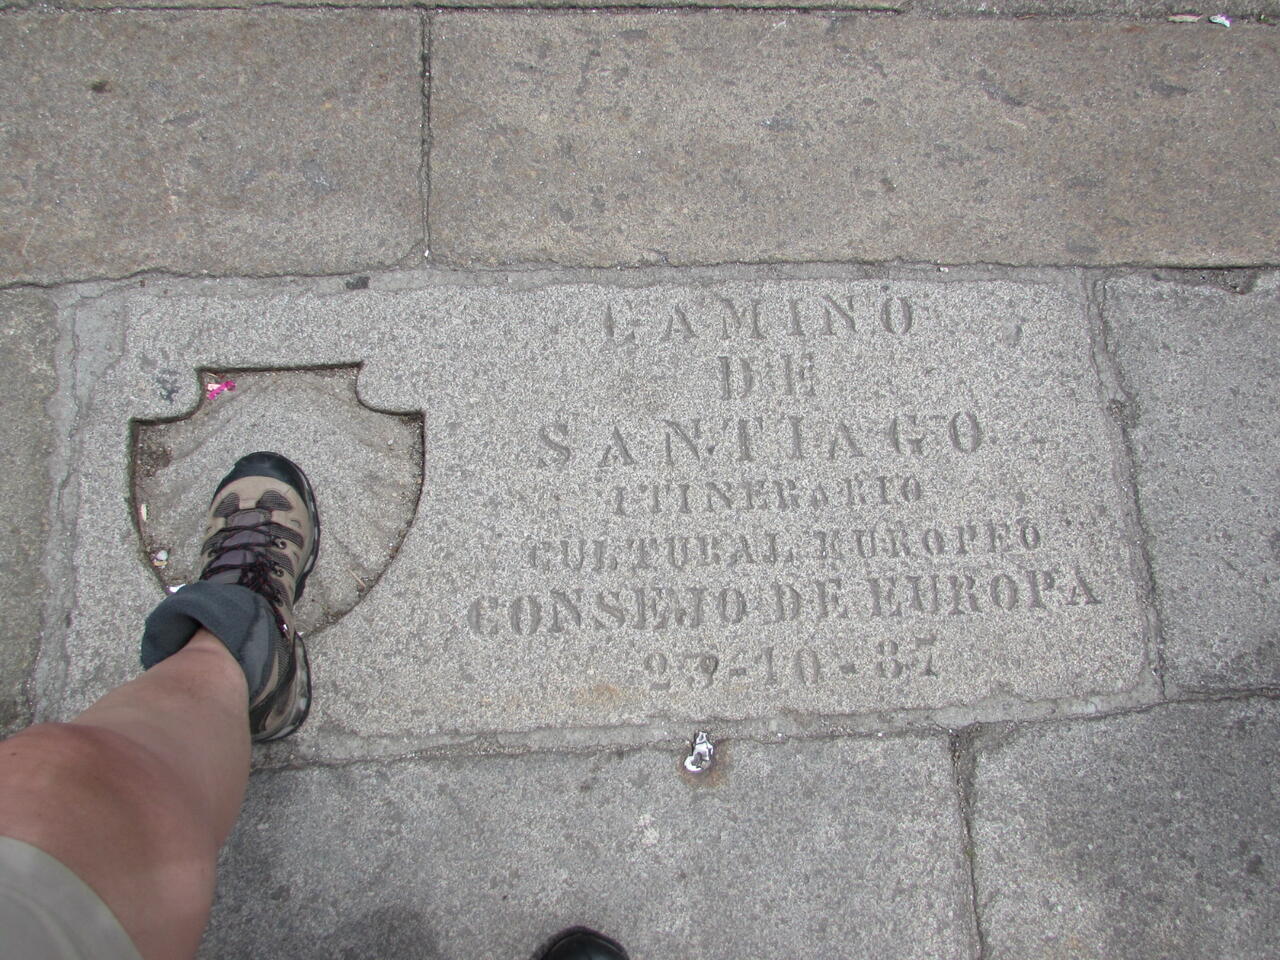 CAMINO
DE
SANTIAGO
ITINERARIO
CULTURAL EUROPEO
CONSEJO DE EUROPA
23-10-87